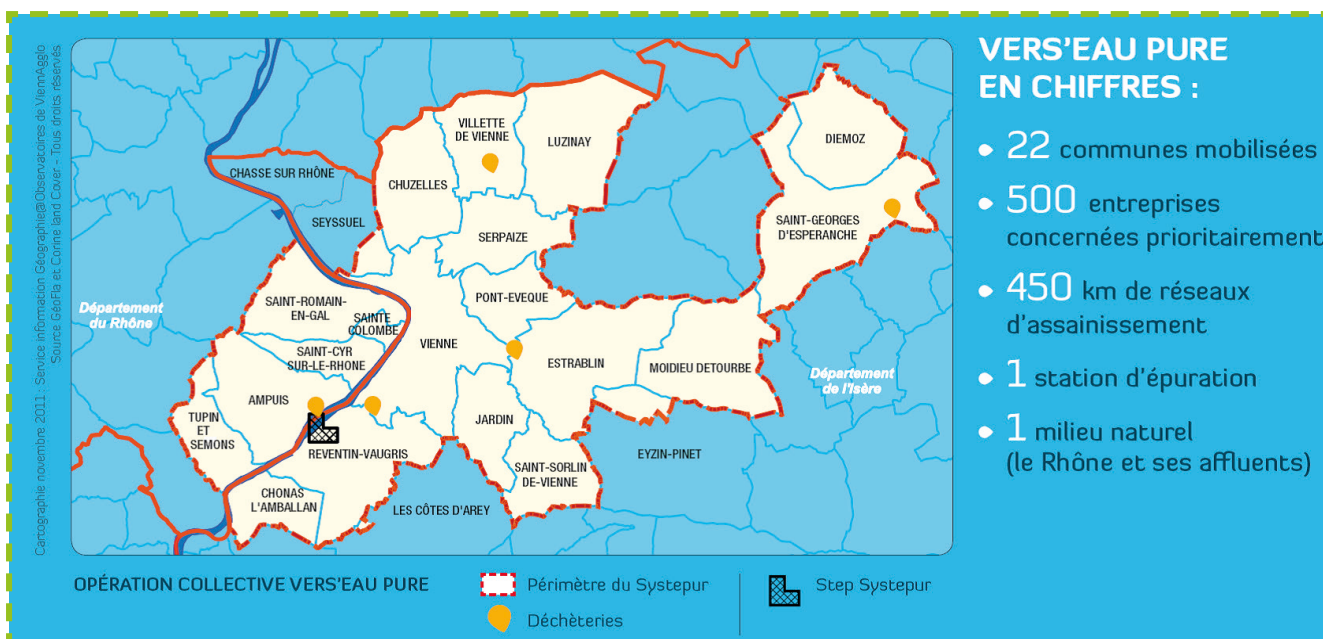 Cartographie novembre 2011 : Service information Géographie@Observatoires de ViennAgglo
Source GéoFla et Corine land Cover - Tous droits réservés
CHASSE SUR RHÔNE
SEYSSUEL
CHUZELLES
VILLETTE
DE VIENNE
LUZINAY
SERPAIZE
DIEMOZ
SAINT-GEORGES
D'ESPERANCHE
Département
du Rhône
SAINT-ROMAIN-
EN-GAL
SAINTE
COLOMBE
SAINT-CYR
SUR-LE-RHONE
VIENNE
PONT-EVEQUE
ESTRABLIN
MOIDIEU DETOURBE
Département
de l'Isère
AMPUIS
TUPIN
ET
SEMONS
JARDIN
REVENTIN-VAUGRIS
SAINT-SORLIN
DE-VIENNE
EYZIN-PINET
CHONAS
L'AMBALLAN
LES CÔTES D'AREY
OPÉRATION COLLECTIVE VERS'EAU PURE
Périmètre du Systepur
Déchèteries
Step Systepur
VERS'EAU PURE
EN CHIFFRES :
• 22 communes mobilisées
• 500 entreprises
concernées prioritairement
• 450 km de réseaux
d'assainissement
• 1 station d'épuration
• 1 milieu naturel
(le Rhône et ses affluents)